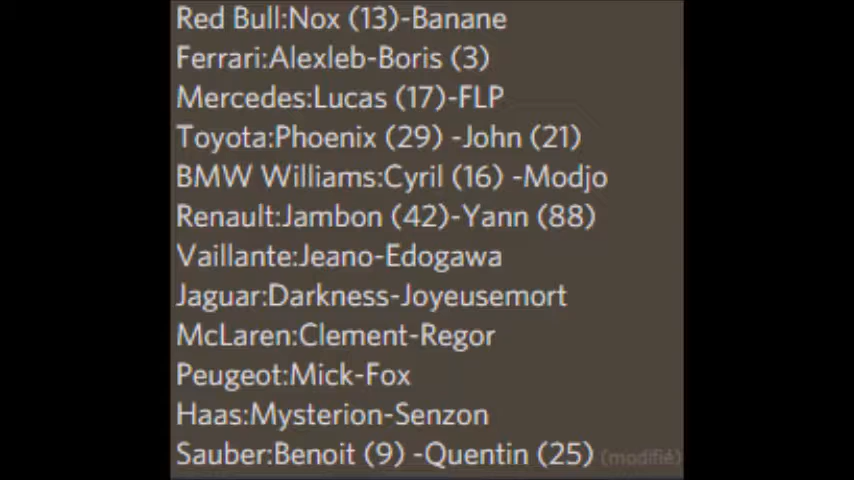 Red Bull:Nox (13)-Banane
Ferrari:Alexleb-Boris (3)
Mercedes:Lucas (17)-FLP
Toyota:Phoenix (29) -John (21)
BMW Williams:Cyril (16) -Modjo
Renault:Jambon (42)-Yann (88)
Vaillante:Jeano-Edogawa
Jaguar:Darkness-Joyeusemort
McLaren:Clement-Regor
Peugeot:Mick-Fox
Haas:Mysterion-Senzon
Sauber:Benoit (9) -Quentin (25) (modifié)